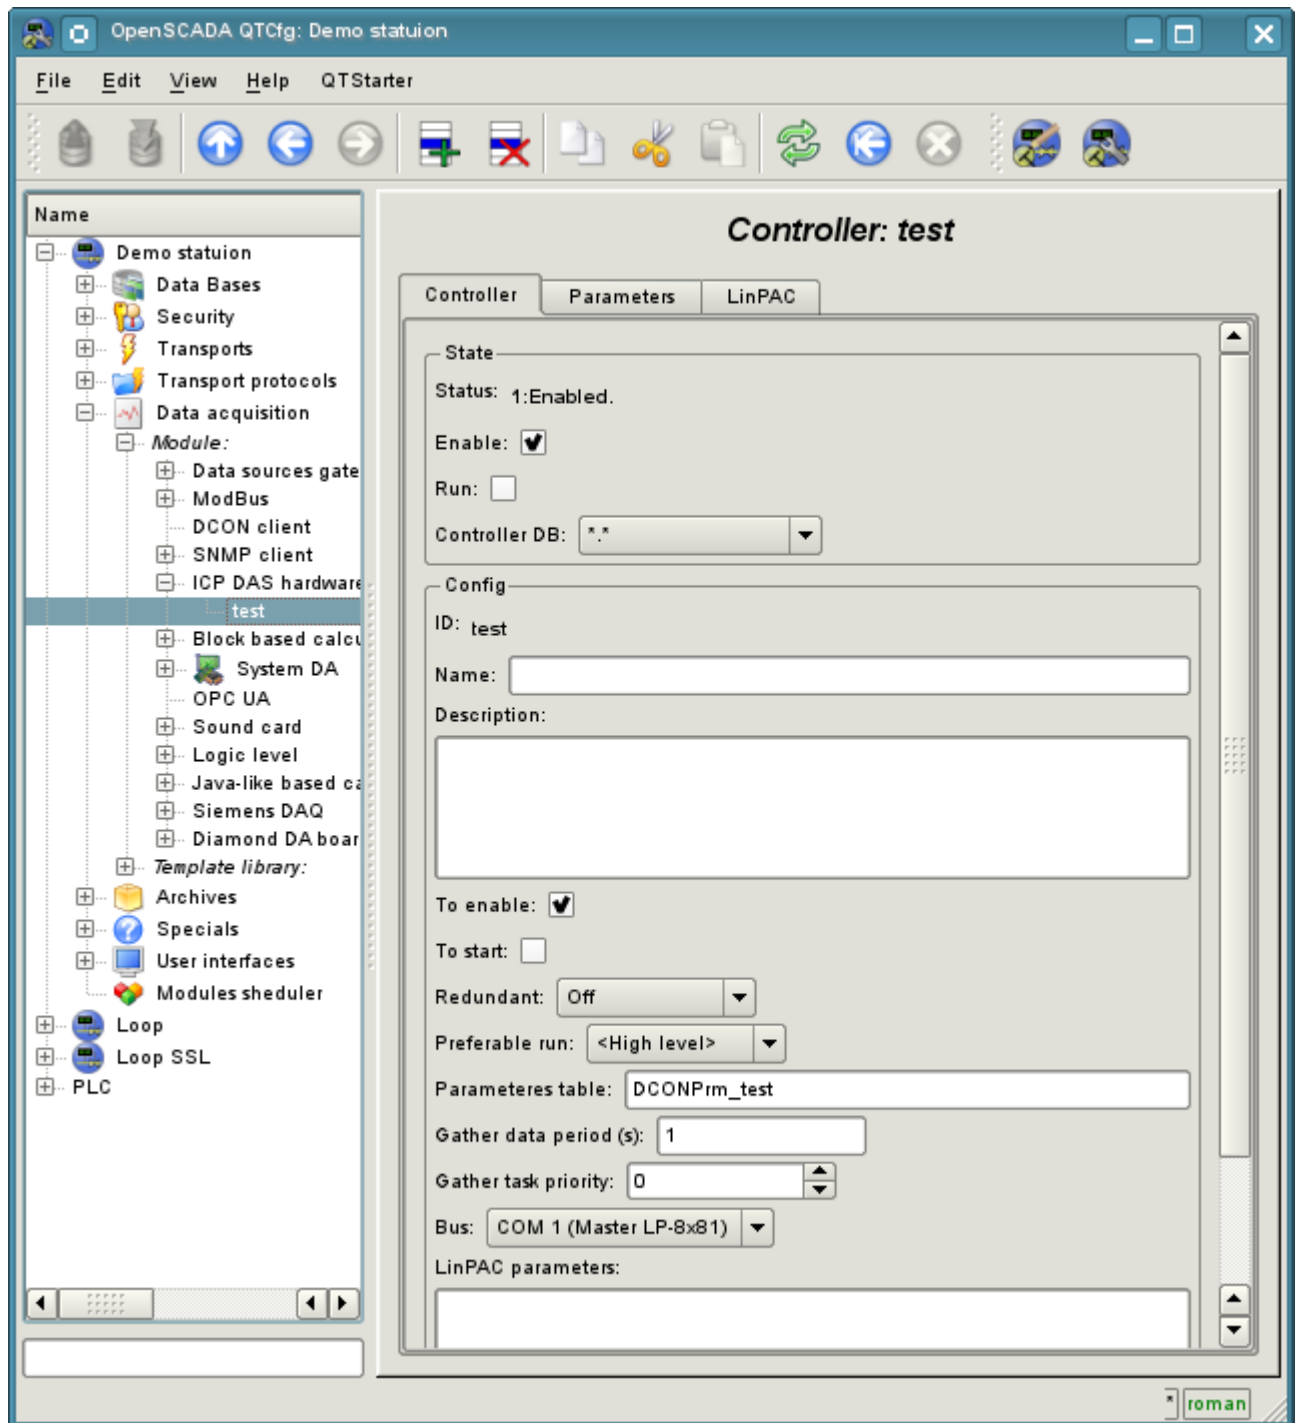 OpenSCADA QTCfg: Demo statuion
File Edit View Help QTStarter
Name
Demo statuion
Data Bases
Security
Transports
Transport protocols
Data acquisition
Module:
Data sources gate
ModBus
DCON client
SNMP client
ICP DAS hardware
test
Block based calcu
System DA
OPC UA
Sound card
Logic level
Java-like based ca
Siemens DAQ
Diamond DA boar
Template library:
Archives
Specials
User interfaces
Modules sheduler
Loop
Loop SSL
PLC
Controller: test
Controller Parameters LinPAC
State
Status: 1:Enabled.
Enable:
Run:
Controller DB: *.*
Config
ID: test
Name:
Description:
To enable:
To start:
Redundant: Off
Preferable run: <High level>
Parameteres table: DCONPrm_test
Gather data period (s): 1
Gather task priority: 0
Bus: COM 1 (Master LP-8x81)
LinPAC parameters:
* roman